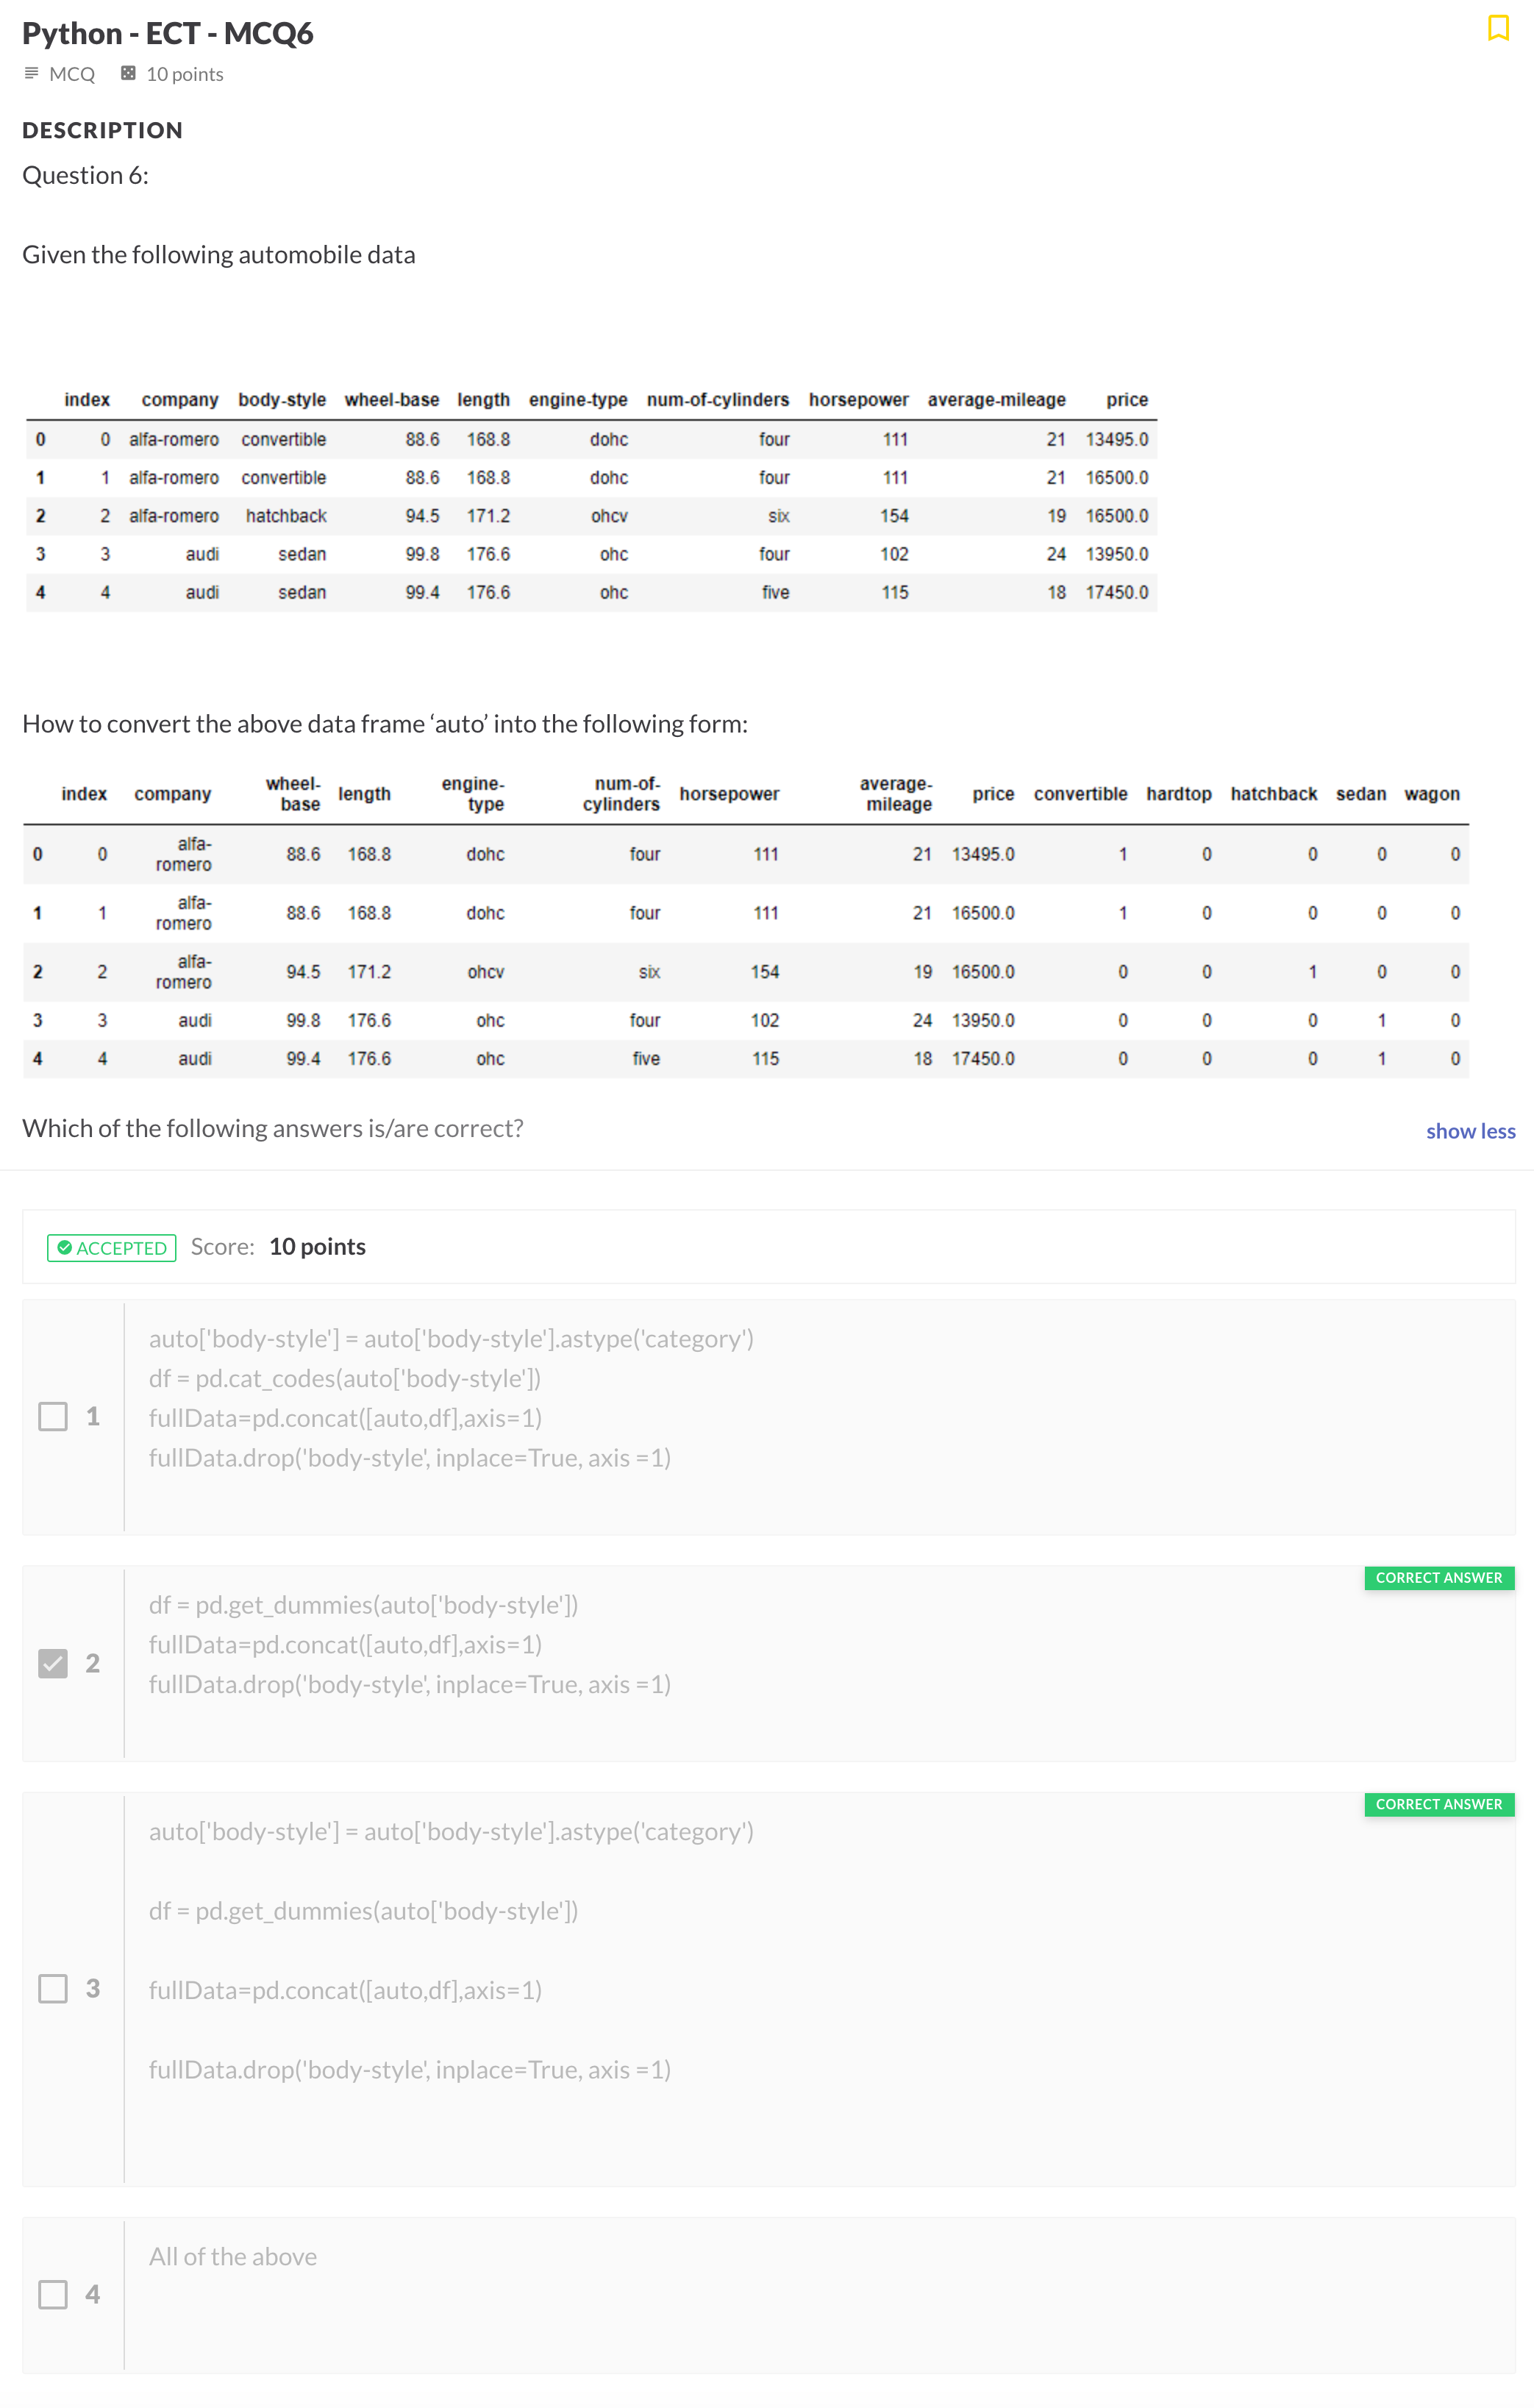 Python - ECT - MCQ6
MCQ 10 points
DESCRIPTION
Question 6:
Given the following automobile data
index company body-style wheel-base length engine-type num-of-cylinders horsepower average-mileage price
0 0 alfa-romero convertible 88.6 168.8 dohc four 111 21 13495.0
1 1 alfa-romero convertible 88.6 168.8 dohc four 111 21 16500.0
2 2 alfa-romero hatchback 94.5 171.2 ohcv six 154 19 16500.0
3 3 audi sedan 99.8 176.6 ohc four 102 24 13950.0
4 4 audi sedan 99.4 176.6 ohc five 115 18 17450.0
How to convert the above data frame ‘auto’ into the following form:
index company wheel-base length engine-type num-of-cylinders horsepower average-mileage price convertible hardtop hatchback sedan wagon
0 0 alfa-romero 88.6 168.8 dohc four 111 21 13495.0 1 0 0 0 0
1 1 alfa-romero 88.6 168.8 dohc four 111 21 16500.0 1 0 0 0 0
2 2 alfa-romero 94.5 171.2 ohcv six 154 19 16500.0 0 0 1 0 0
3 3 audi 99.8 176.6 ohc four 102 24 13950.0 0 0 0 1 0
4 4 audi 99.4 176.6 ohc five 115 18 17450.0 0 0 0 1 0
Which of the following answers is/are correct?
show less
ACCEPTED Score: 10 points
1
auto['body-style'] = auto['body-style'].astype('category')
df = pd.cat_codes(auto['body-style'])
fullData=pd.concat([auto,df],axis=1)
fullData.drop('body-style', inplace=True, axis =1)
CORRECT ANSWER
2
df = pd.get_dummies(auto['body-style'])
fullData=pd.concat([auto,df],axis=1)
fullData.drop('body-style', inplace=True, axis =1)
CORRECT ANSWER
3
auto['body-style'] = auto['body-style'].astype('category')
df = pd.get_dummies(auto['body-style'])
fullData=pd.concat([auto,df],axis=1)
fullData.drop('body-style', inplace=True, axis =1)
4
All of the above